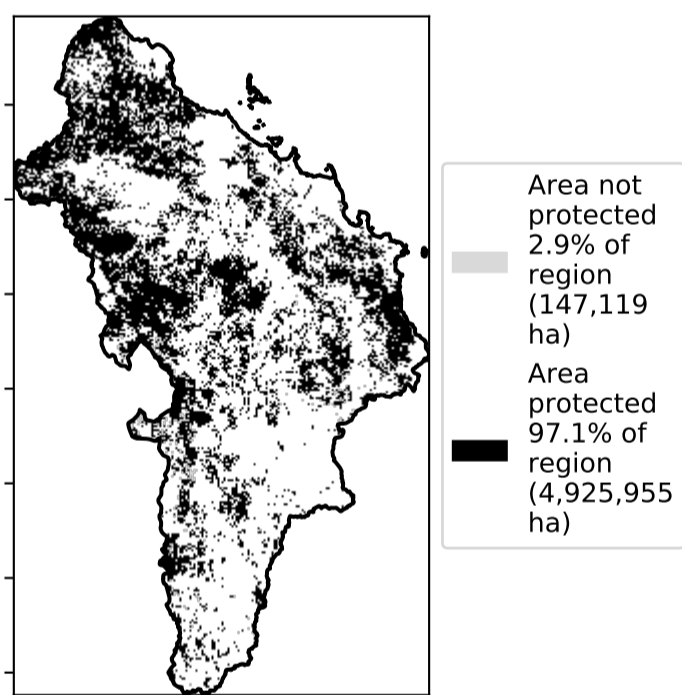 Area not
protected
2.9% of
region
(147,119
ha)
Area
protected
97.1% of
region
(4,925,955
ha)